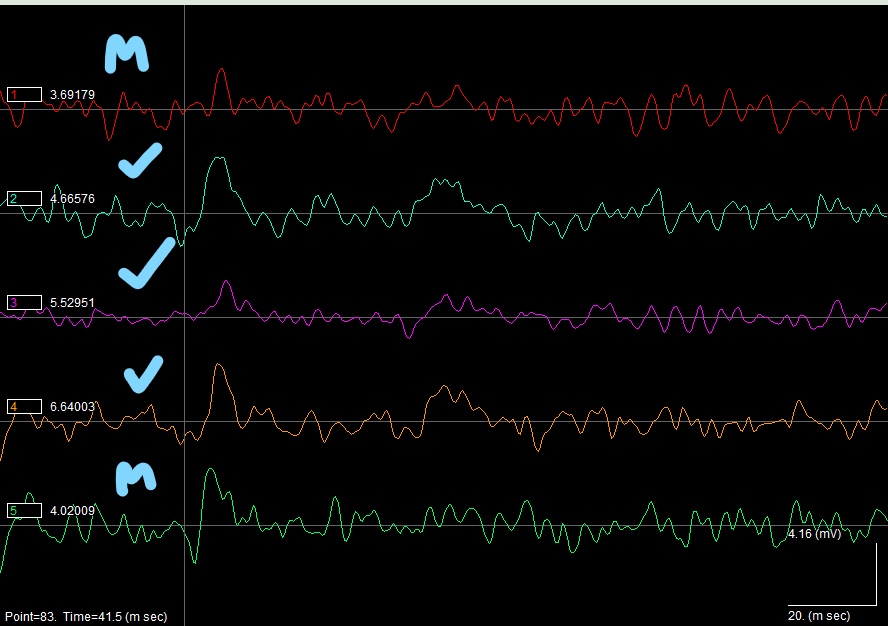 M
1 3.69179
✓
2 4.66576
✓
3 5.52951
✓
4 6.64003
M
5 4.02009
4.16 (mV)
Point=83. Time=41.5 (m sec)
20. (m sec)